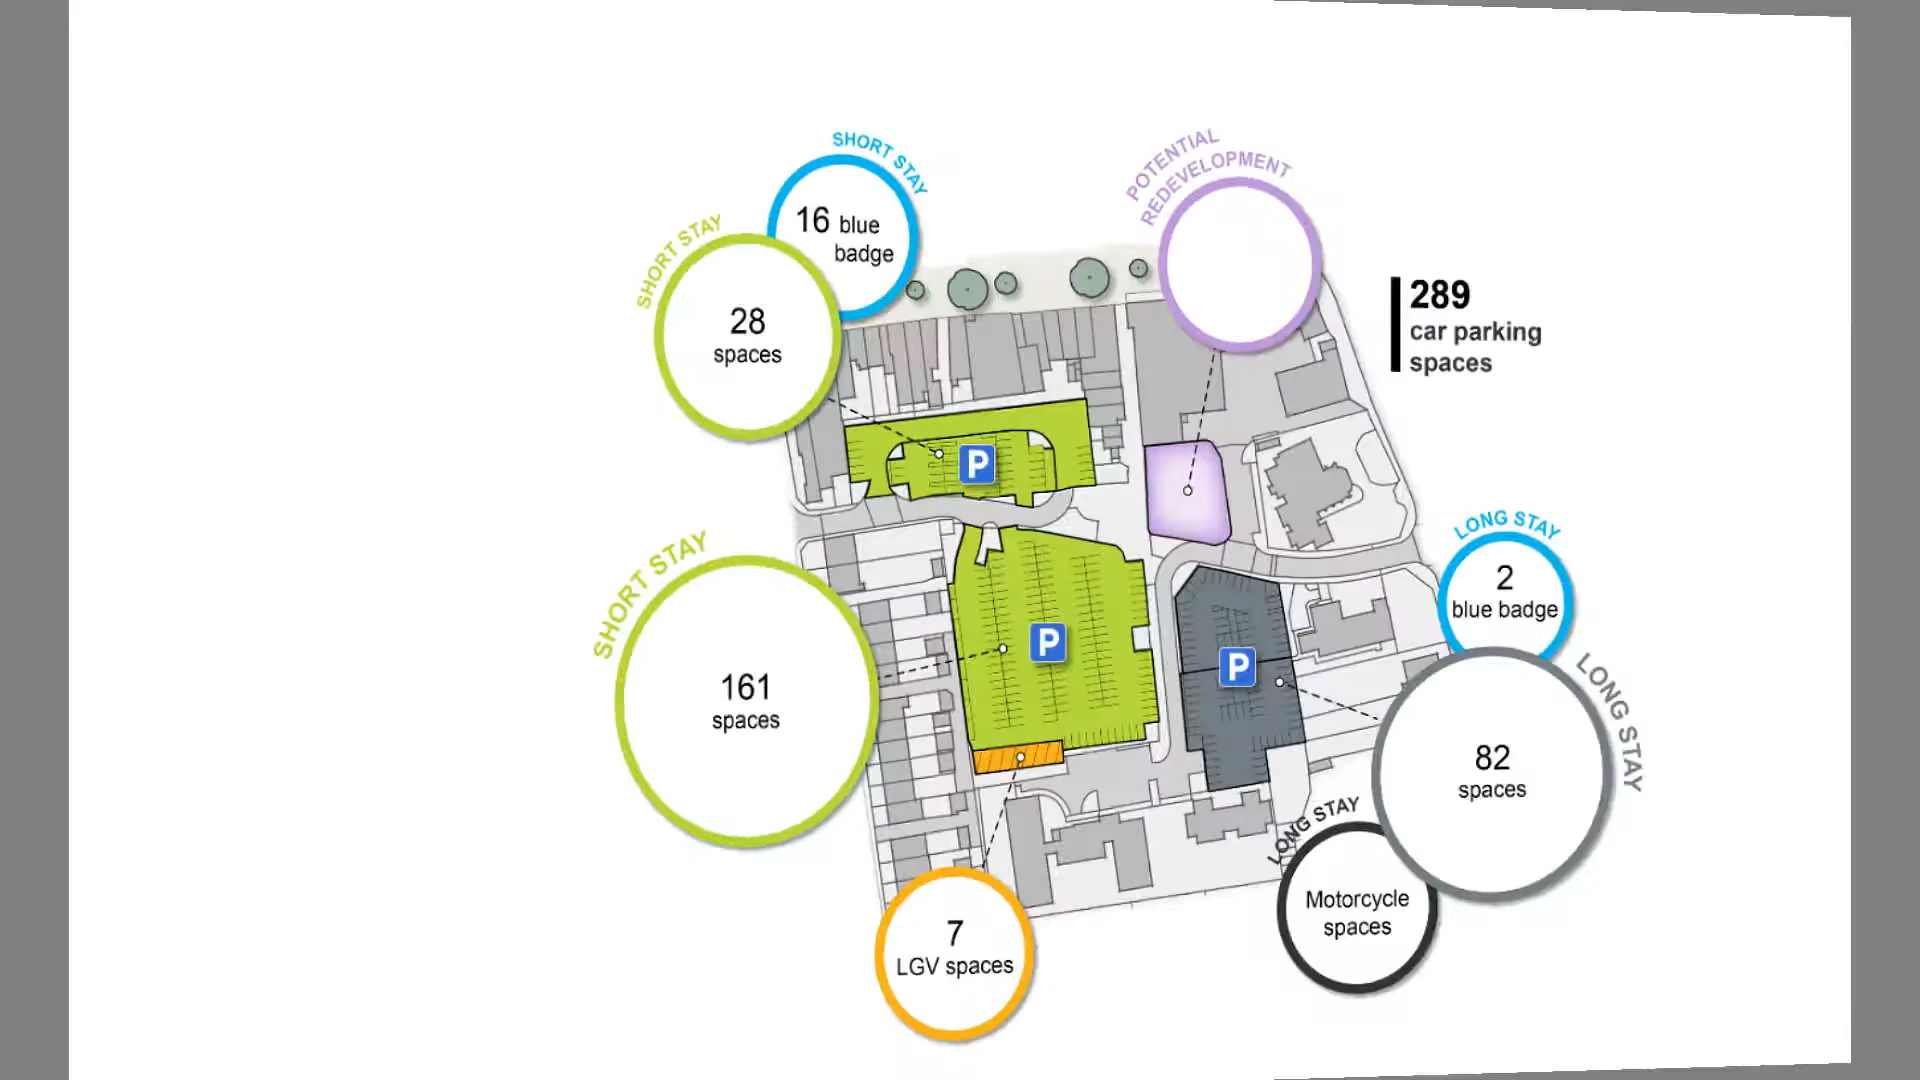 SHORT STAY
16 blue
badge
SHORT STAY
28
spaces
POTENTIAL
REDEVELOPMENT
289
car parking
spaces
P
SHORT STAY
161
spaces
P
P
LONG STAY
2
blue badge
LONG STAY
82
spaces
LONG STAY
Motorcycle
spaces
7
LGV spaces